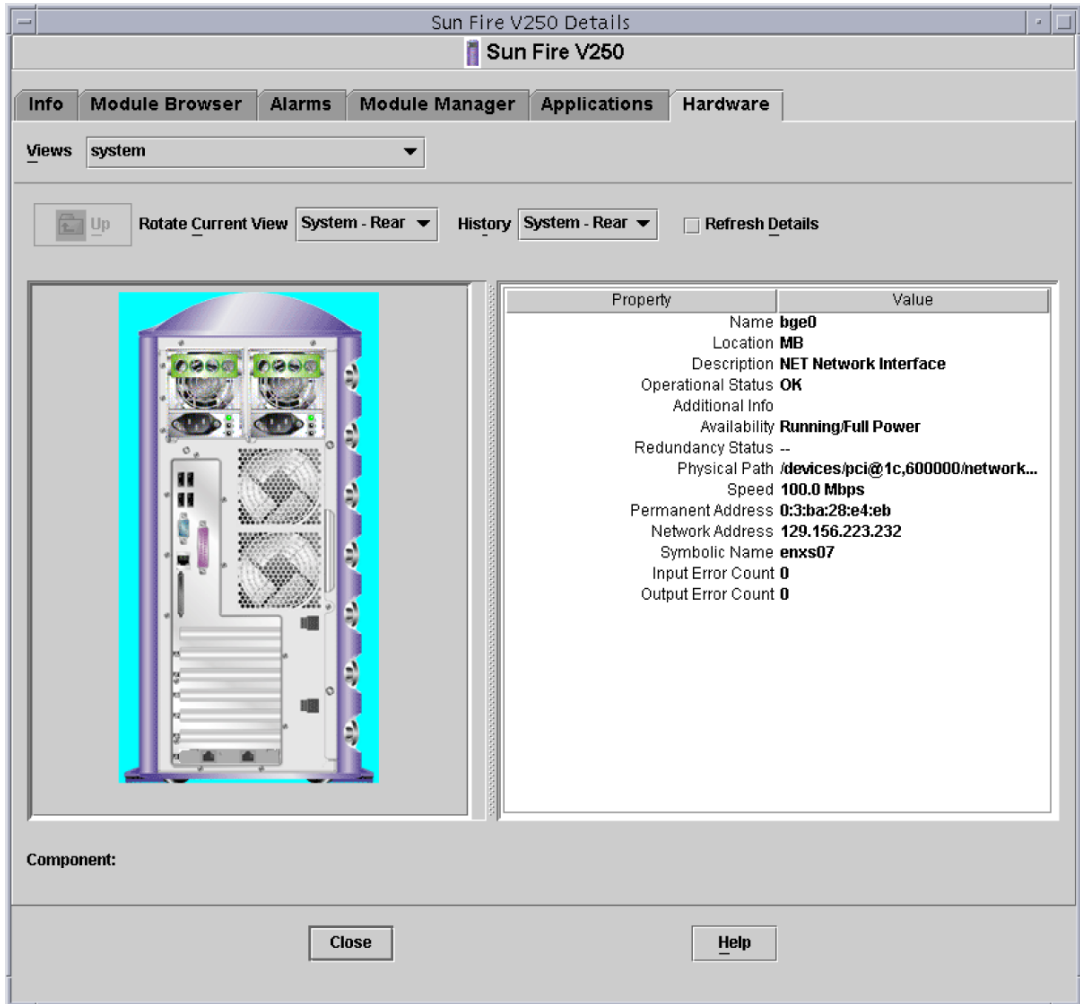 Sun Fire V250 Details
Sun Fire V250
Info Module Browser Alarms Module Manager Applications Hardware
Views system
Up Rotate Current View System - Rear History System - Rear Refresh Details
Property Value
Name bge0
Location MB
Description NET Network Interface
Operational Status OK
Additional Info
Availability Running/Full Power
Redundancy Status --
Physical Path /devices/pci@1c,600000/network...
Speed 100.0 Mbps
Permanent Address 0:3:ba:28:e4:eb
Network Address 129.156.223.232
Symbolic Name enxs07
Input Error Count 0
Output Error Count 0
Component:
Close Help